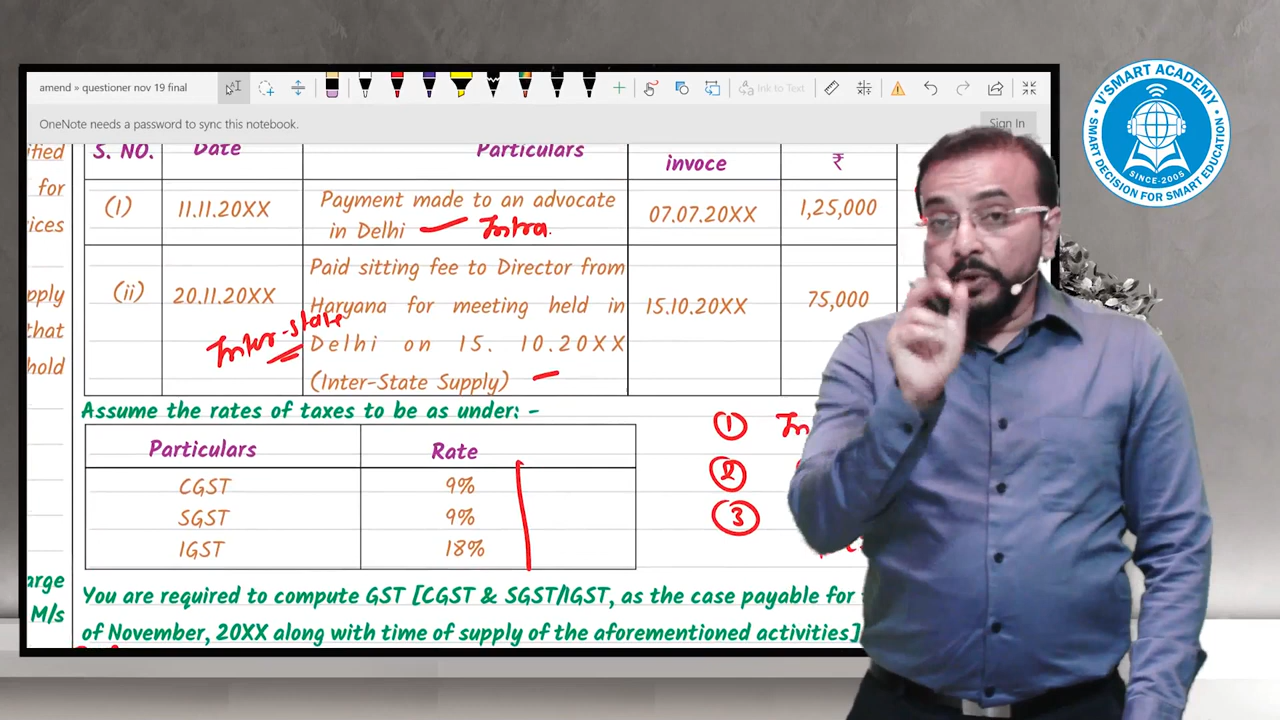 amend » questioner nov 19 final
Ink to Text
OneNote needs a password to sync this notebook.
Sign In
ified
for
ices
pply
that
hold
arge
M/s
S. NO. Date Particulars invoce ₹
(1) 11.11.20XX Payment made to an advocate in Delhi Intra. 07.07.20XX 1,25,000
(ii) 20.11.20XX Paid sitting fee to Director from
Haryana for meeting held in 15.10.20XX 75,000
Inter-state
Delhi on 15. 10.20XX
(Inter-State Supply)
Assume the rates of taxes to be as under: -
Particulars Rate
CGST 9%
SGST 9%
IGST 18%
1 In
2
3
You are required to compute GST [CGST & SGST/IGST, as the case payable for
of November, 20XX along with time of supply of the aforementioned activities]
V'SMART ACADEMY
SMART DECISION FOR SMART EDUCATION
SINCE-2005